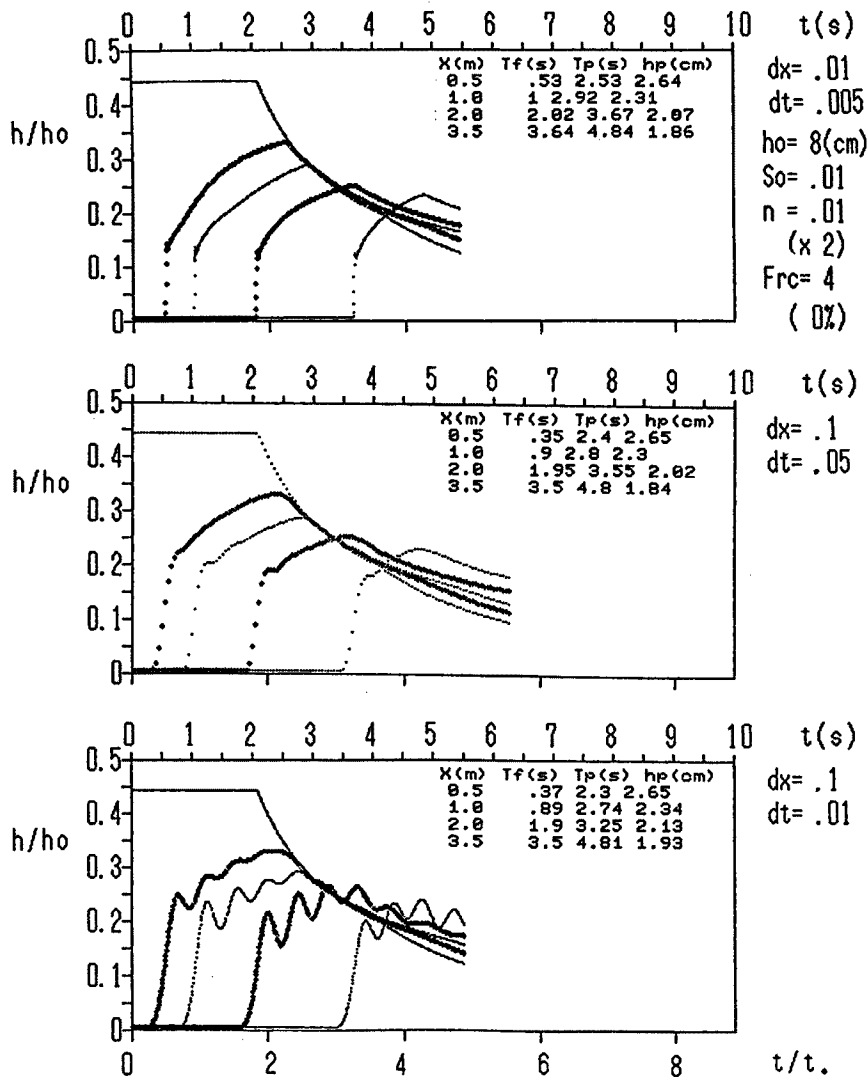 0 1 2 3 4 5 6 7 8 9 10 t(s)
0.5
0.4
0.3
0.2
0.1
0
h/ho
X(m) Tf(s) Tp(s) hp(cm)
0.5 .53 2.53 2.64
1.0 1 2.92 2.31
2.0 2.02 3.67 2.07
3.5 3.64 4.84 1.86
dx= .01
dt= .005
ho= 8(cm)
So= .01
n = .01
(x 2)
Frc= 4
( 0%)
0 1 2 3 4 5 6 7 8 9 10 t(s)
0.5
0.4
0.3
0.2
0.1
0
h/ho
X(m) Tf(s) Tp(s) hp(cm)
0.5 .35 2.4 2.65
1.0 .9 2.8 2.3
2.0 1.95 3.55 2.02
3.5 3.5 4.8 1.84
dx= .1
dt= .05
0 1 2 3 4 5 6 7 8 9 10 t(s)
0.5
0.4
0.3
0.2
0.1
0
h/ho
X(m) Tf(s) Tp(s) hp(cm)
0.5 .37 2.3 2.65
1.0 .89 2.74 2.34
2.0 1.9 3.25 2.13
3.5 3.5 4.81 1.93
dx= .1
dt= .01
0 2 4 6 8 t/t.